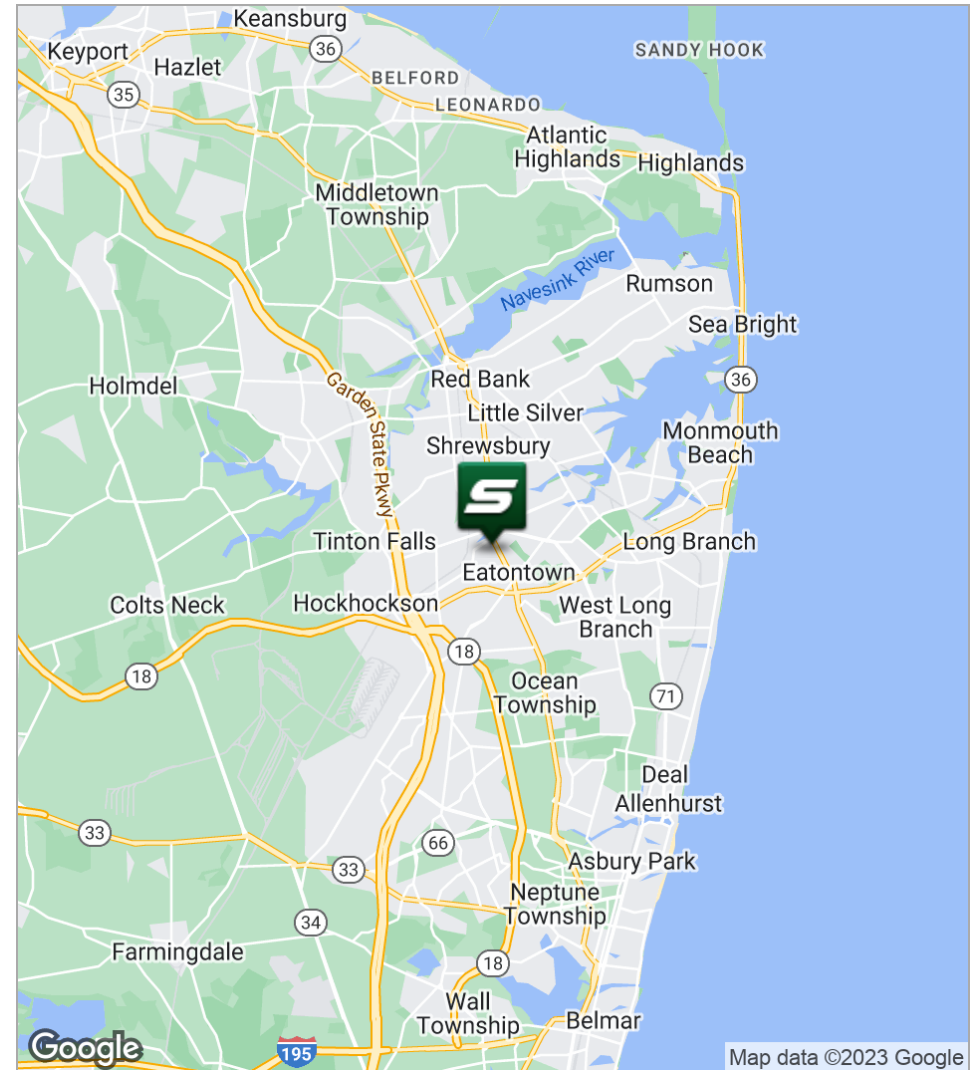 Keansburg
Keyport
36
SANDY HOOK
Hazlet
BELFORD
35
LEONARDO
Atlantic
Highlands
Highlands
Middletown
Township
Navesink River
Rumson
Sea Bright
Holmdel
Garden State Pkwy
Red Bank
36
Little Silver
Shrewsbury
Monmouth
Beach
S
Tinton Falls
Long Branch
Eatontown
Colts Neck
Hockhockson
West Long
Branch
18
18
Ocean
Township
71
Deal
Allenhurst
33
66
33
Asbury Park
Neptune
Township
34
Farmingdale
18
Wall
Township
Belmar
Google
195
Map data ©2023 Google